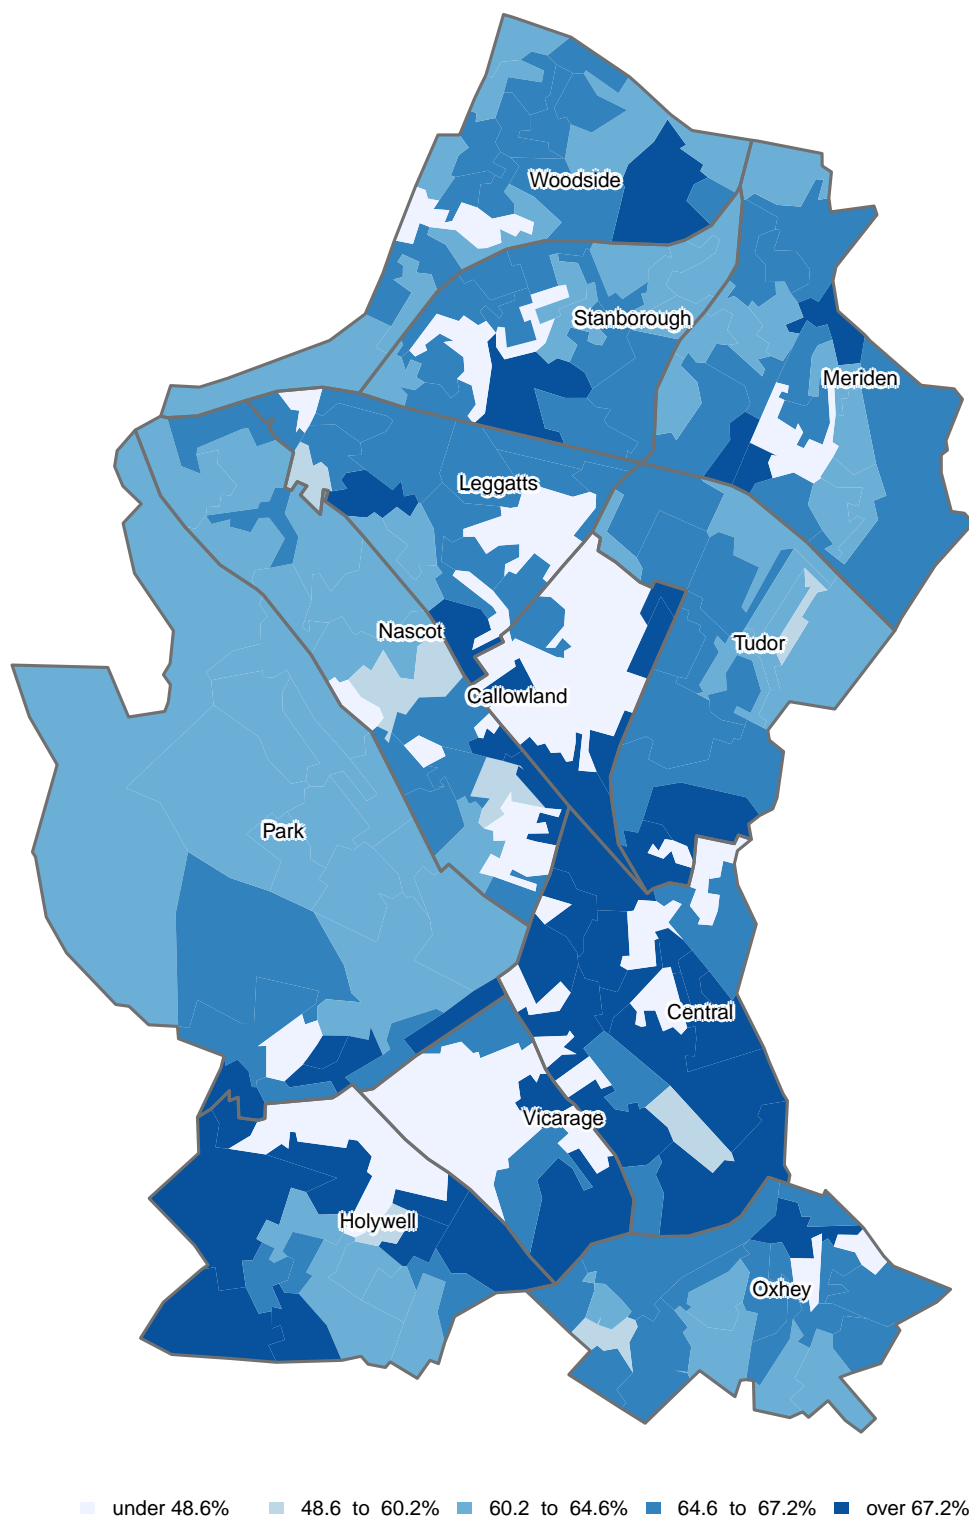 Woodside
Stanborough
Meriden
Leggatts
Nascot
Tudor
Callowland
Park
Central
Vicarage
Holywell
Oxhey
under 48.6% 48.6 to 60.2% 60.2 to 64.6% 64.6 to 67.2% over 67.2%